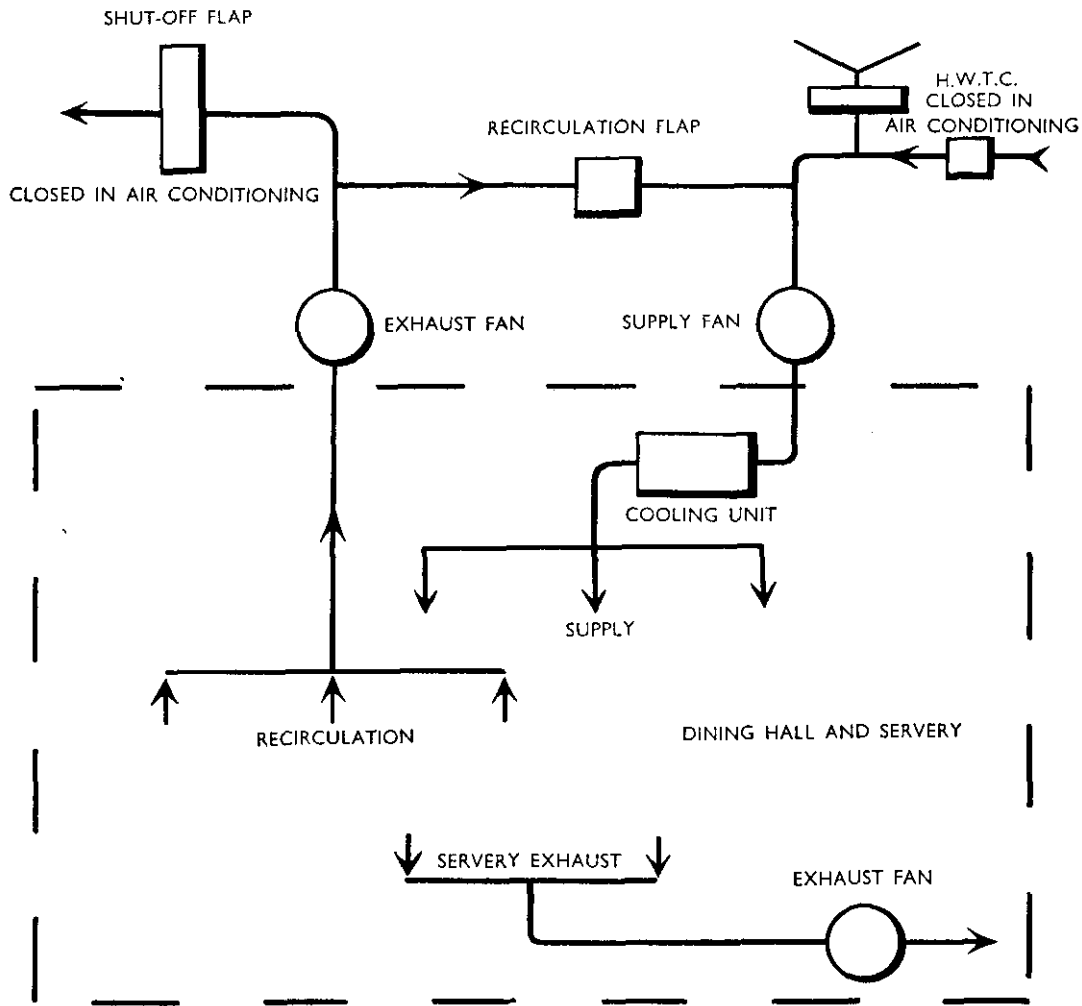 SHUT-OFF FLAP
H.W.T.C.
CLOSED IN
AIR CONDITIONING
RECIRCULATION FLAP
CLOSED IN AIR CONDITIONING
EXHAUST FAN
SUPPLY FAN
COOLING UNIT
SUPPLY
RECIRCULATION
DINING HALL AND SERVERY
SERVERY EXHAUST
EXHAUST FAN